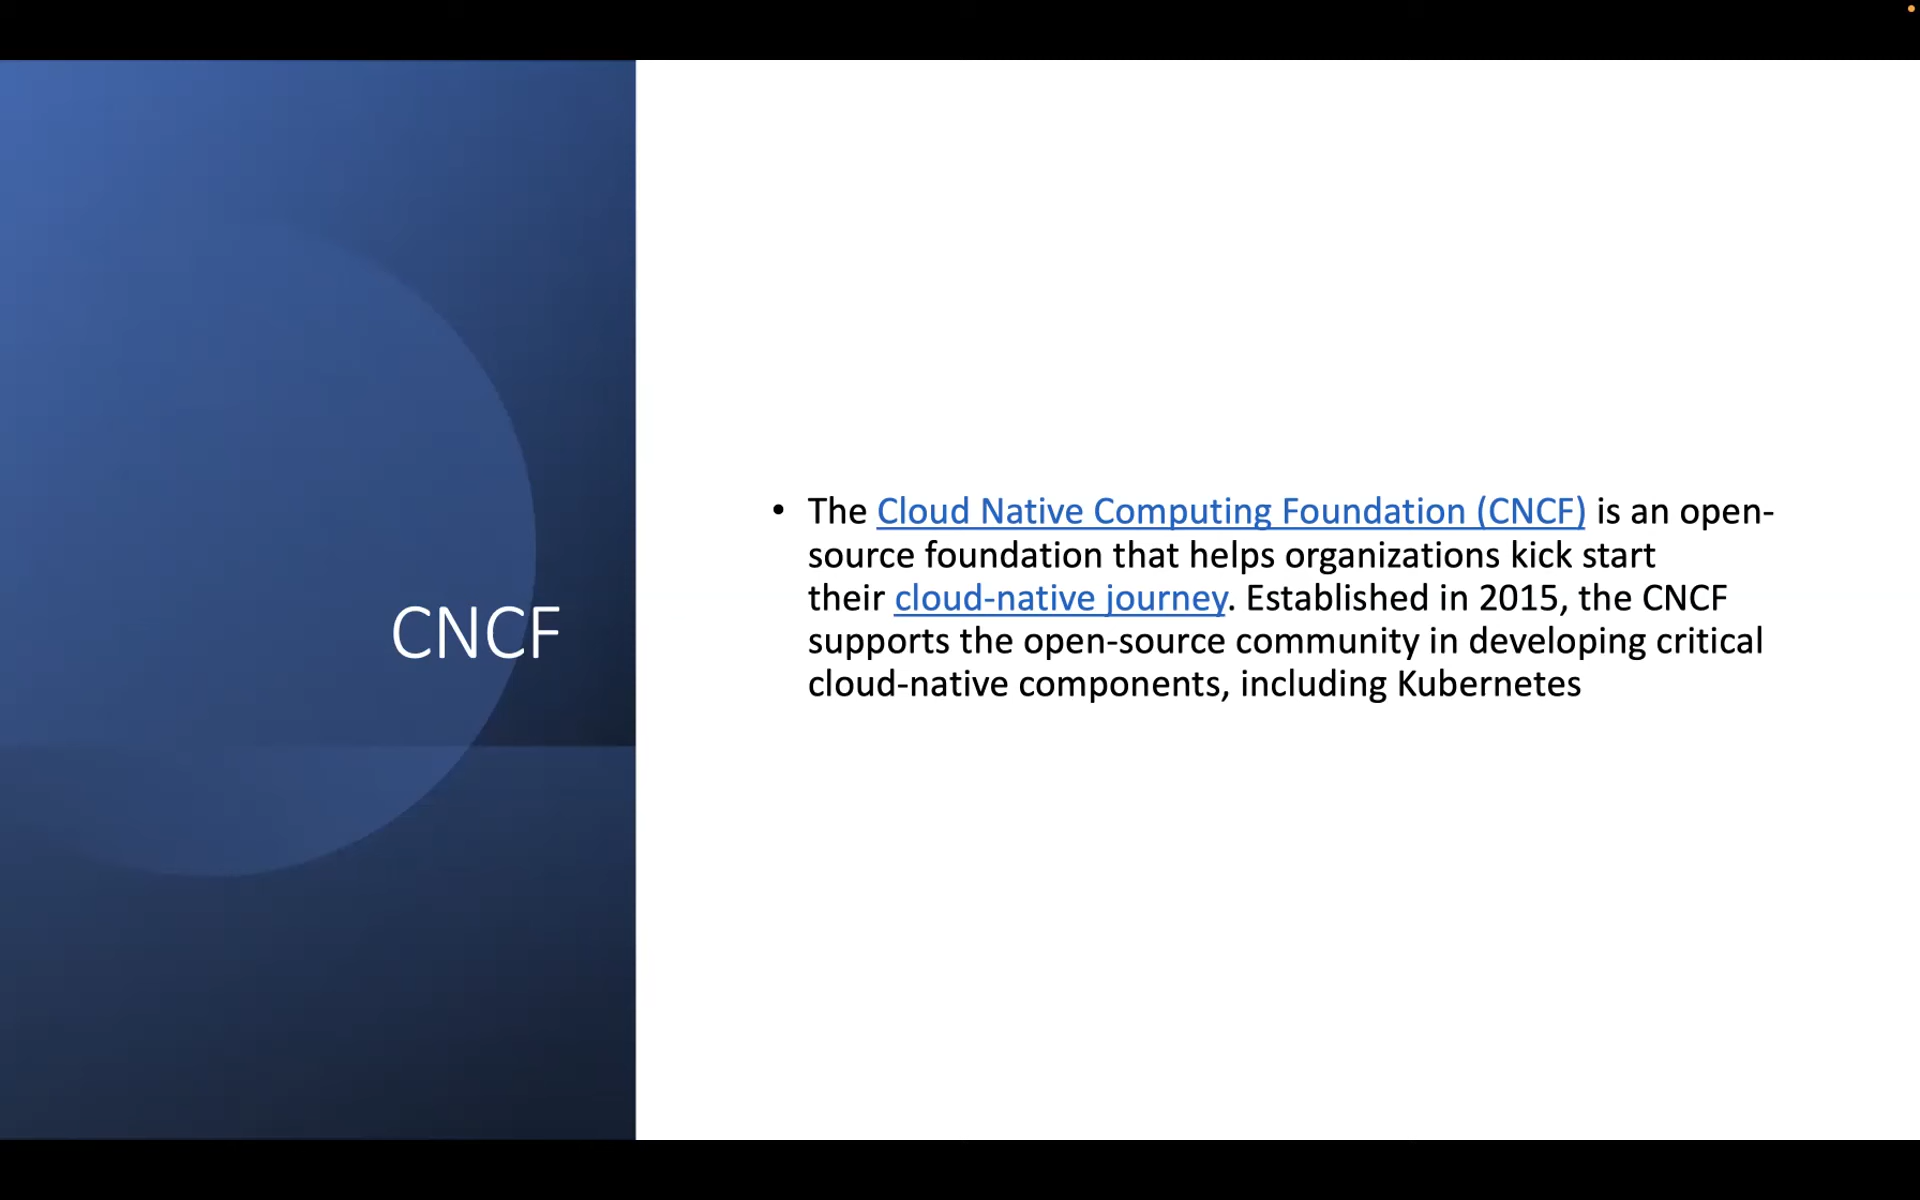 CNCF
• The Cloud Native Computing Foundation (CNCF) is an open-
source foundation that helps organizations kick start
their cloud-native journey. Established in 2015, the CNCF
supports the open-source community in developing critical
cloud-native components, including Kubernetes